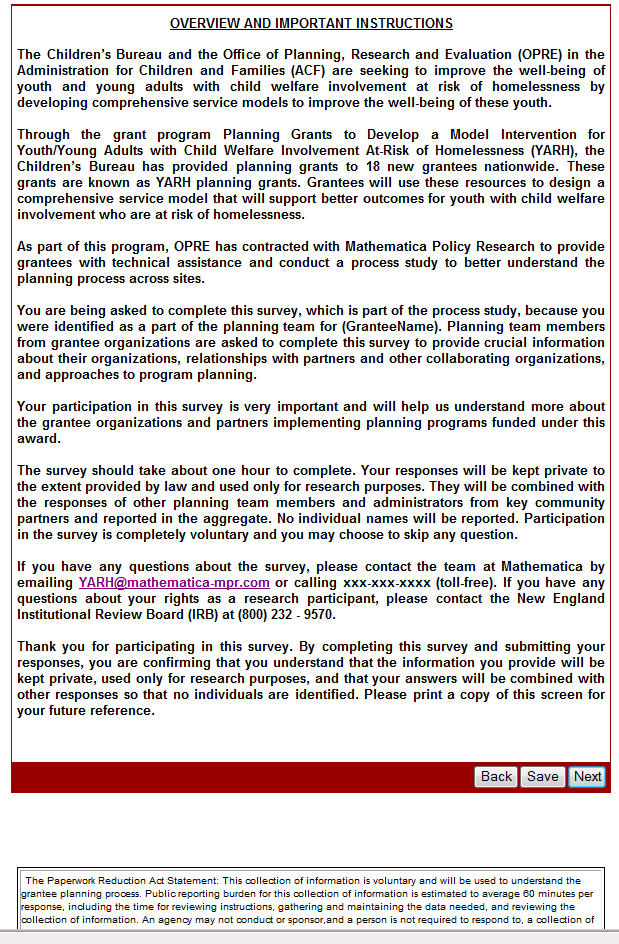 OVERVIEW AND IMPORTANT INSTRUCTIONS
The Children's Bureau and the Office of Planning, Research and Evaluation (OPRE) in the
Administration for Children and Families (ACF) are seeking to improve the well-being of
youth and young adults with child welfare involvement at risk of homelessness by
developing comprehensive service models to improve the well-being of these youth.
Through the grant program Planning Grants to Develop a Model Intervention for
Youth/Young Adults with Child Welfare Involvement At-Risk of Homelessness (YARH), the
Children's Bureau has provided planning grants to 18 new grantees nationwide. These
grants are known as YARH planning grants. Grantees will use these resources to design a
comprehensive service model that will support better outcomes for youth with child welfare
involvement who are at risk of homelessness.
As part of this program, OPRE has contracted with Mathematica Policy Research to provide
grantees with technical assistance and conduct a process study to better understand the
planning process across sites.
You are being asked to complete this survey, which is part of the process study, because you
were identified as a part of the planning team for (GranteeName). Planning team members
from grantee organizations are asked to complete this survey to provide crucial information
about their organizations, relationships with partners and other collaborating organizations,
and approaches to program planning.
Your participation in this survey is very important and will help us understand more about
the grantee organizations and partners implementing planning programs funded under this
award.
The survey should take about one hour to complete. Your responses will be kept private to
the extent provided by law and used only for research purposes. They will be combined with
the responses of other planning team members and administrators from key community
partners and reported in the aggregate. No individual names will be reported. Participation
in the survey is completely voluntary and you may choose to skip any question.
If you have any questions about the survey, please contact the team at Mathematica by
emailing YARH@mathematica-mpr.com or calling xxx-xxx-xxxx (toll-free). If you have any
questions about your rights as a research participant, please contact the New England
Institutional Review Board (IRB) at (800) 232 - 9570.
Thank you for participating in this survey. By completing this survey and submitting your
responses, you are confirming that you understand that the information you provide will be
kept private, used only for research purposes, and that your answers will be combined with
other responses so that no individuals are identified. Please print a copy of this screen for
your future reference.
Back Save Next
The Paperwork Reduction Act Statement: This collection of information is voluntary and will be used to understand the
grantee planning process. Public reporting burden for this collection of information is estimated to average 60 minutes per
response, including the time for reviewing instructions, gathering and maintaining the data needed, and reviewing the
collection of information. An agency may not conduct or sponsor,and a person is not required to respond to, a collection of